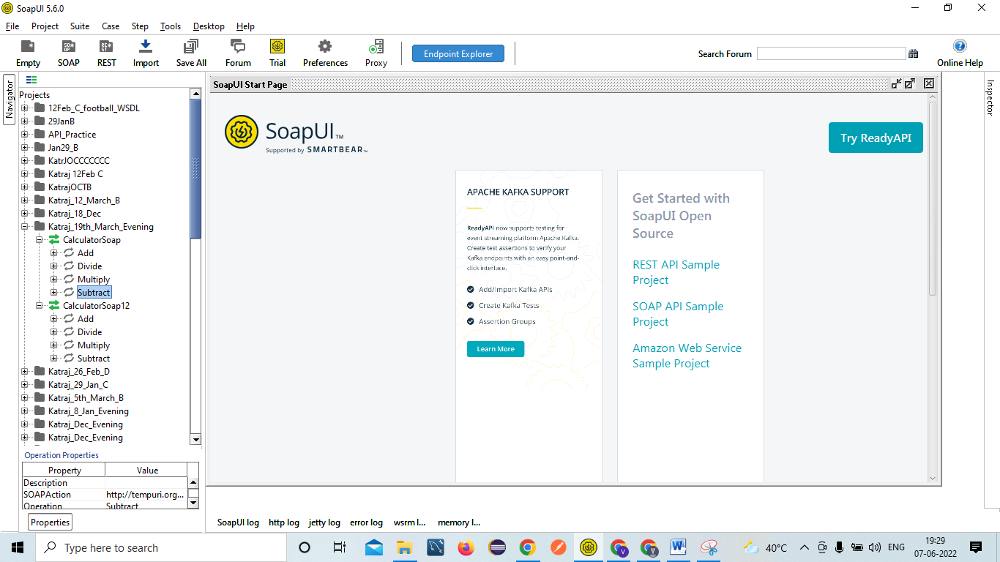 SoapUI 5.6.0
File Project Suite Case Step Tools Desktop Help
Empty SOAP REST Import Save All Forum Trial Preferences Proxy
Endpoint Explorer
Search Forum
Online Help
Navigator
Projects
12Feb_C_football_WSDL
29JanB
API_Practice
Jan29_B
KatrJOCCCCCCC
Katraj 12Feb C
KatrajOCTB
Katraj_12_March_B
Katraj_18_Dec
Katraj_19th_March_Evening
CalculatorSoap
Add
Divide
Multiply
Subtract
CalculatorSoap12
Add
Divide
Multiply
Subtract
Katraj_26_Feb_D
Katraj_29_Jan_C
Katraj_5th_March_B
Katraj_8_Jan_Evening
Katraj_Dec_Evening
Katraj_Dec_Evening
Operation Properties
Property Value
Description
SOAPAction http://tempuri.org...
Operation Subtract
Properties
SoapUI Start Page
SoapUI™
Supported by SMARTBEAR™
Try ReadyAPI
APACHE KAFKA SUPPORT
ReadyAPI now supports testing for
event streaming platform Apache Kafka.
Create test assertions to verify your
Kafka endpoints with an easy point-and-
click interface.
Add/Import Kafka APIs
Create Kafka Tests
Assertion Groups
Learn More
Get Started with
SoapUI Open
Source
REST API Sample
Project
SOAP API Sample
Project
Amazon Web Service
Sample Project
Inspector
SoapUI log http log jetty log error log wsrm l... memory l...
Type here to search
40°C
ENG
19:29
07-06-2022